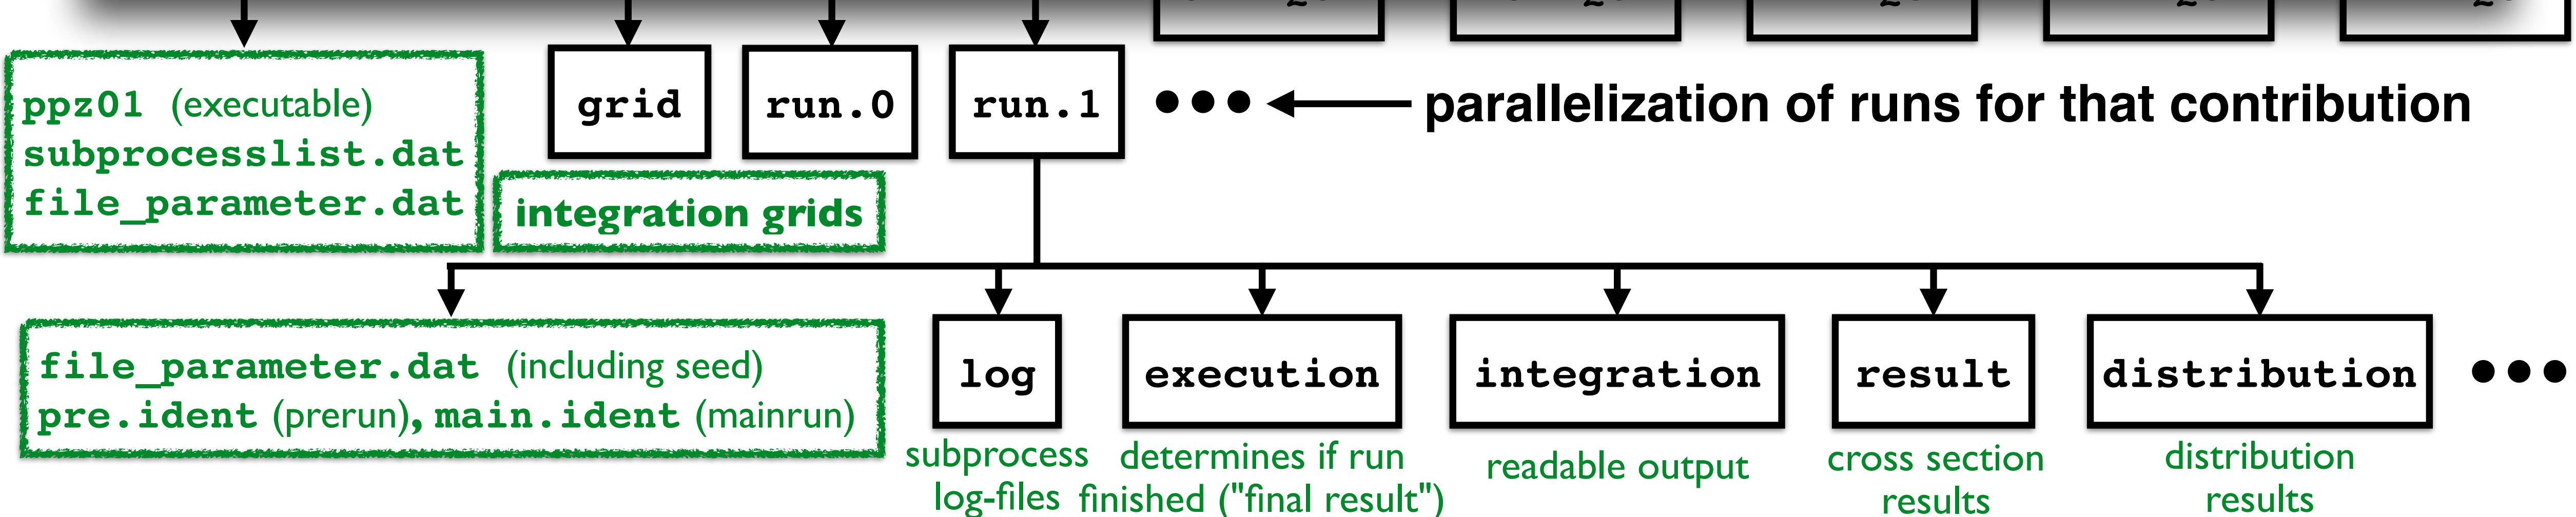 ppz01 (executable)
subprocesslist.dat
file_parameter.dat
grid
run.0
run.1
••• parallelization of runs for that contribution
integration grids
file_parameter.dat (including seed)
pre.ident (prerun), main.ident (mainrun)
log
execution
integration
result
distribution
•••
subprocess
log-files
determines if run
finished ("final result")
readable output
cross section
results
distribution
results